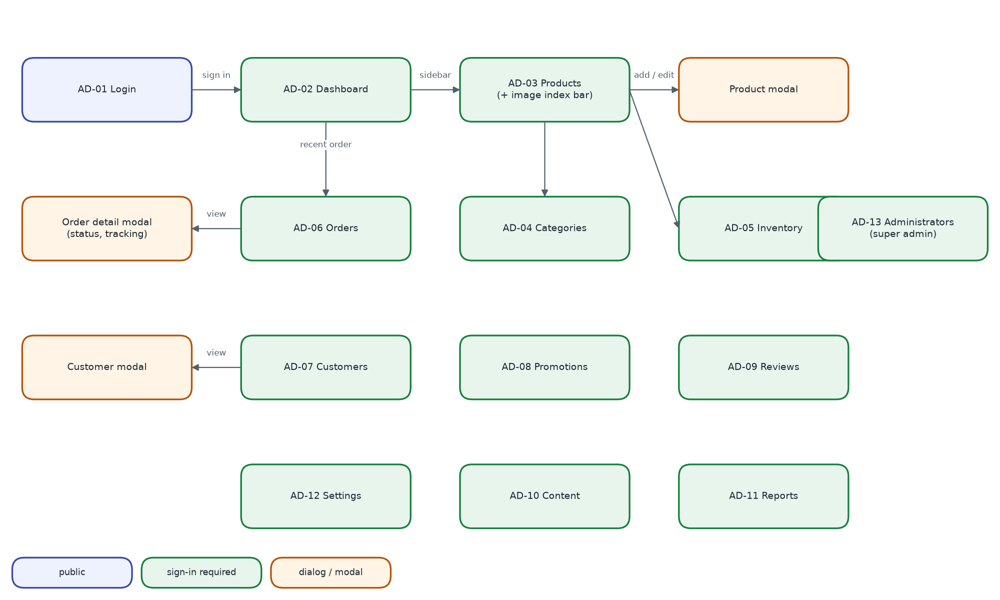 AD-01 Login
sign in
AD-02 Dashboard
sidebar
AD-03 Products
(+ image index bar)
add / edit
Product modal
recent order
Order detail modal
(status, tracking)
view
AD-06 Orders
AD-04 Categories
AD-05 Inventory
AD-13 Administrators
(super admin)
Customer modal
view
AD-07 Customers
AD-08 Promotions
AD-09 Reviews
AD-12 Settings
AD-10 Content
AD-11 Reports
public
sign-in required
dialog / modal